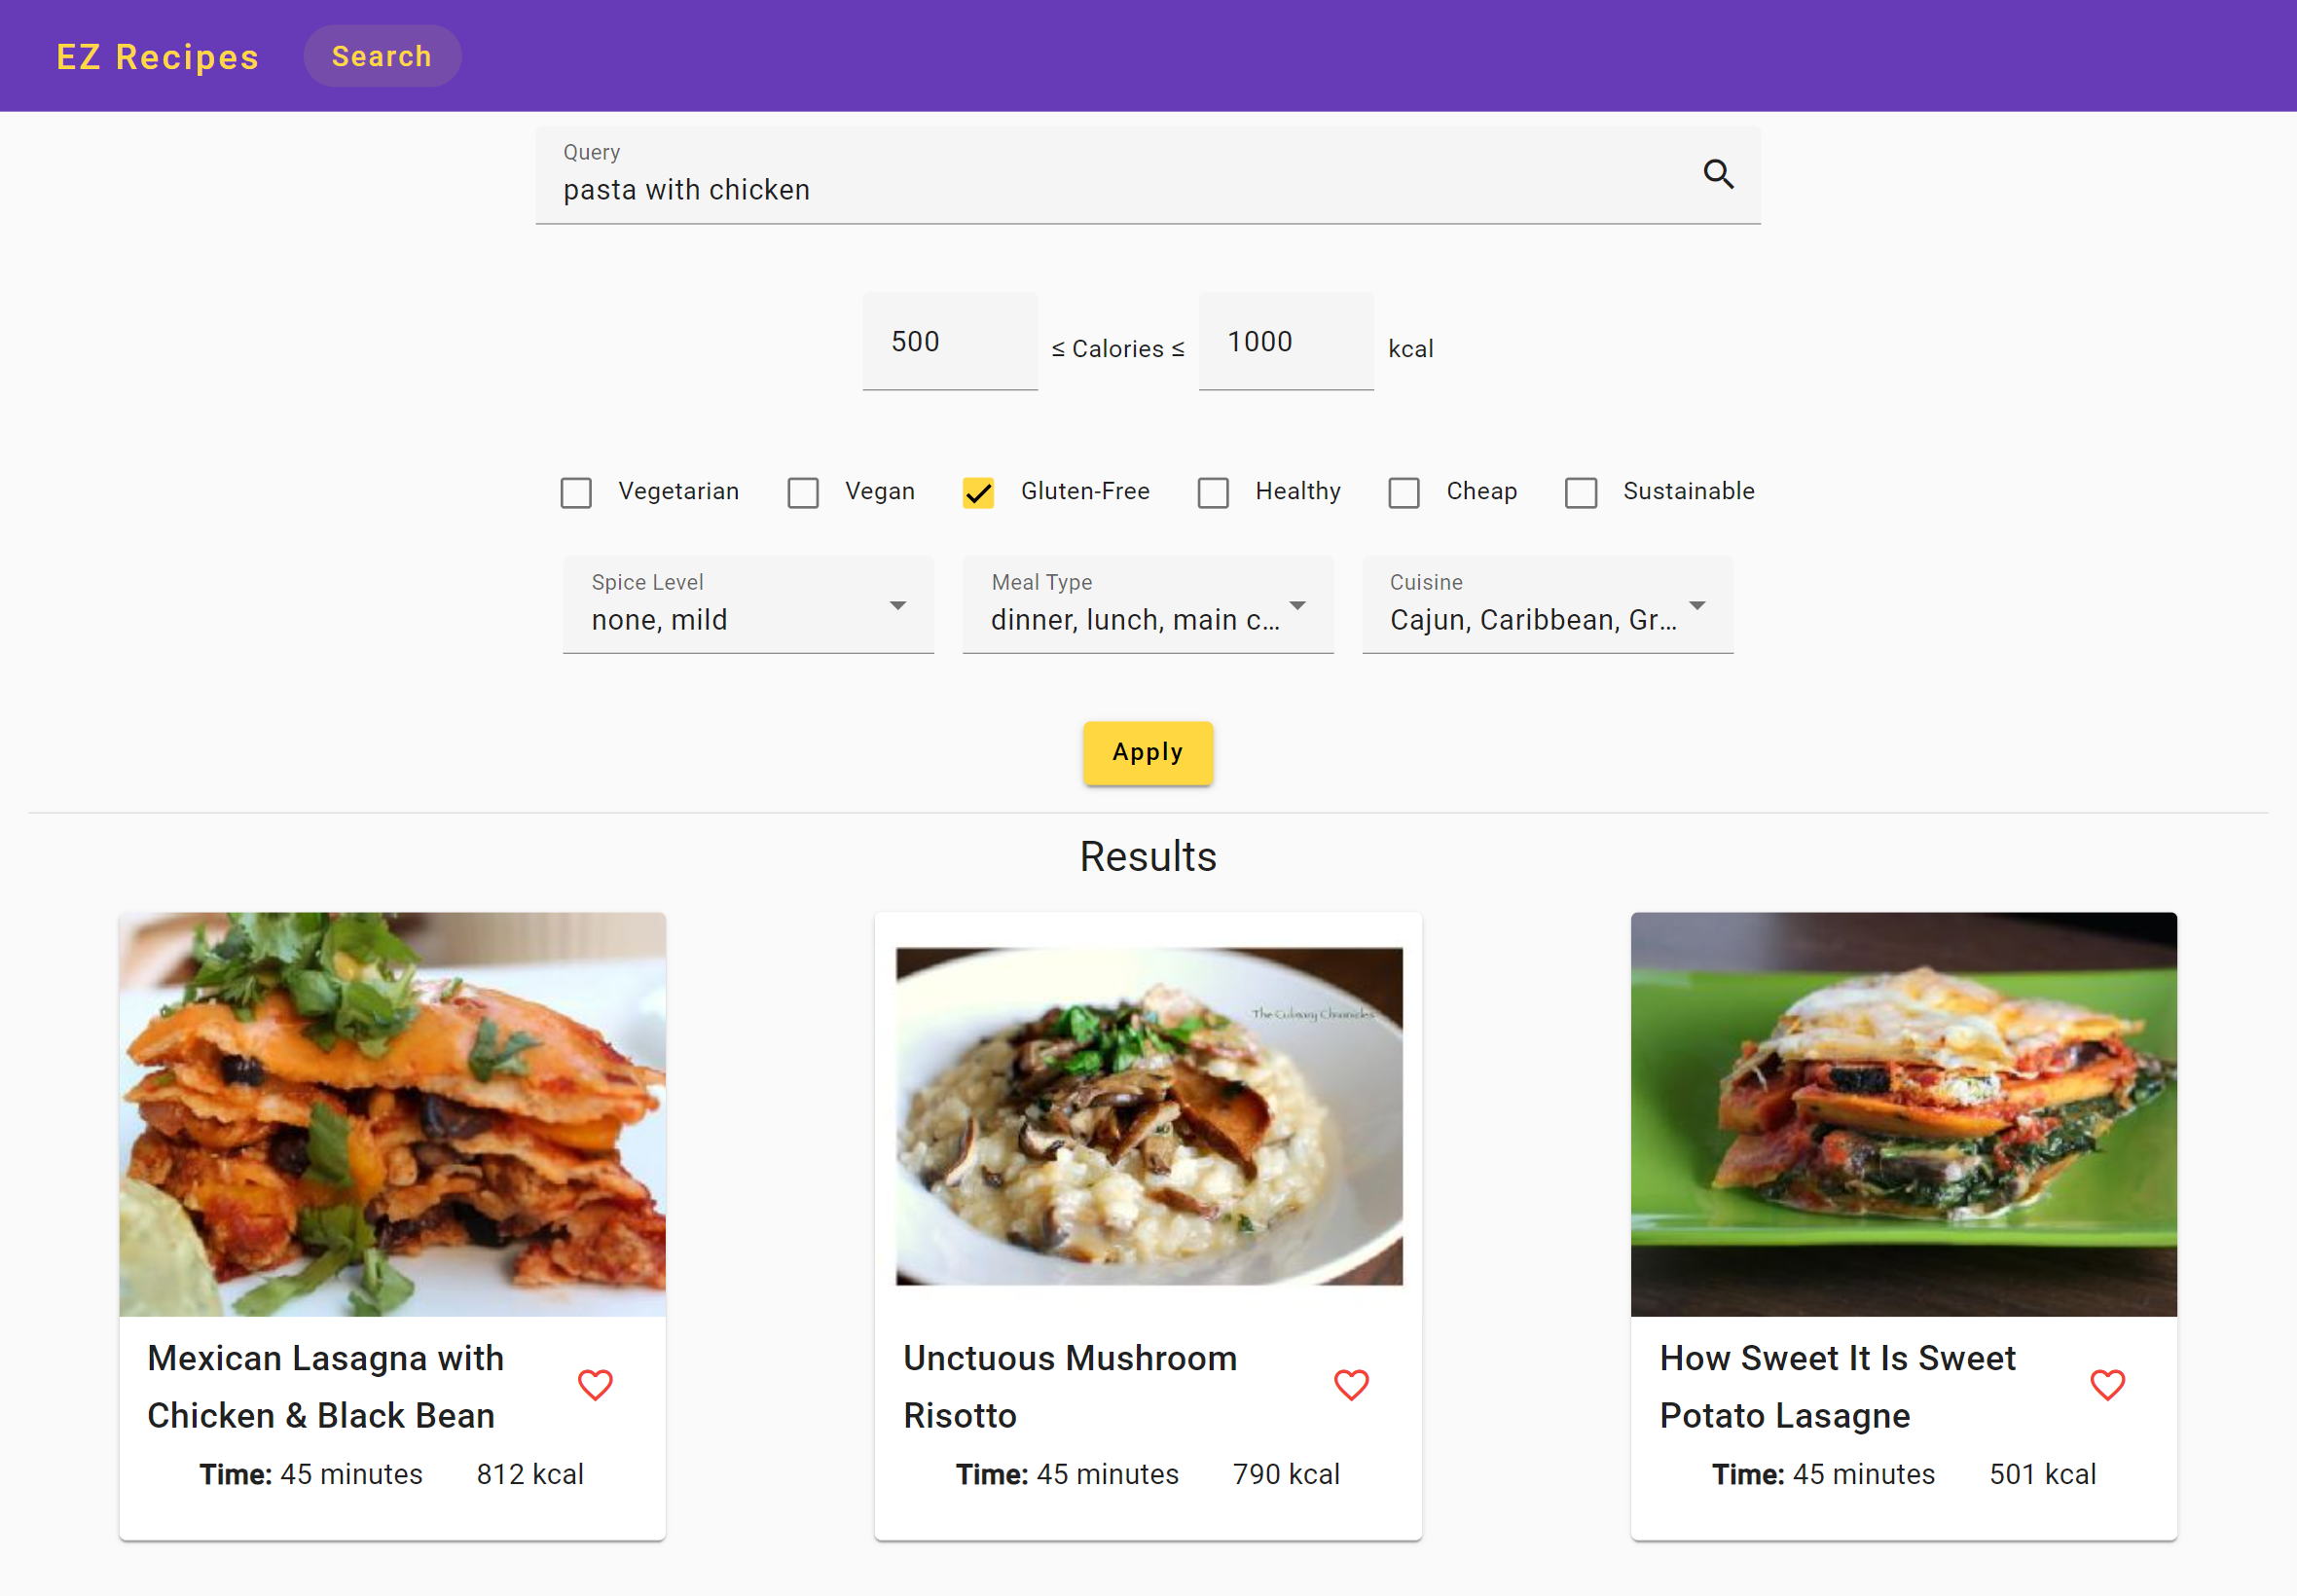 EZ Recipes
Search
Query
pasta with chicken
500
≤ Calories ≤
1000
kcal
Vegetarian
Vegan
Gluten-Free
Healthy
Cheap
Sustainable
Spice Level
none, mild
Meal Type
dinner, lunch, main c...
Cuisine
Cajun, Caribbean, Gr...
Apply
Results
The Culinary Chronicles
Mexican Lasagna with
Chicken & Black Bean
Time: 45 minutes
812 kcal
Unctuous Mushroom
Risotto
Time: 45 minutes
790 kcal
How Sweet It Is Sweet
Potato Lasagne
Time: 45 minutes
501 kcal